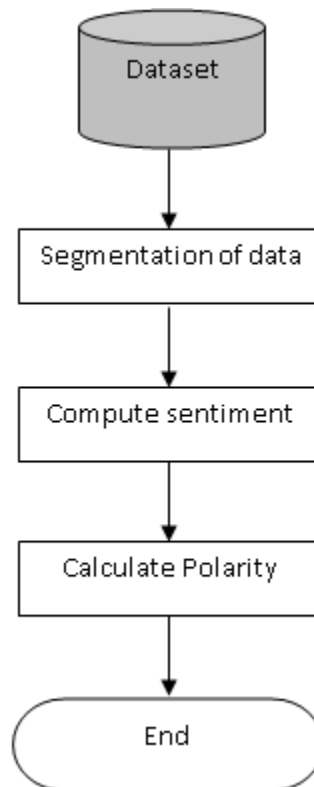 Dataset
Segmentation of data
Compute sentiment
Calculate Polarity
End